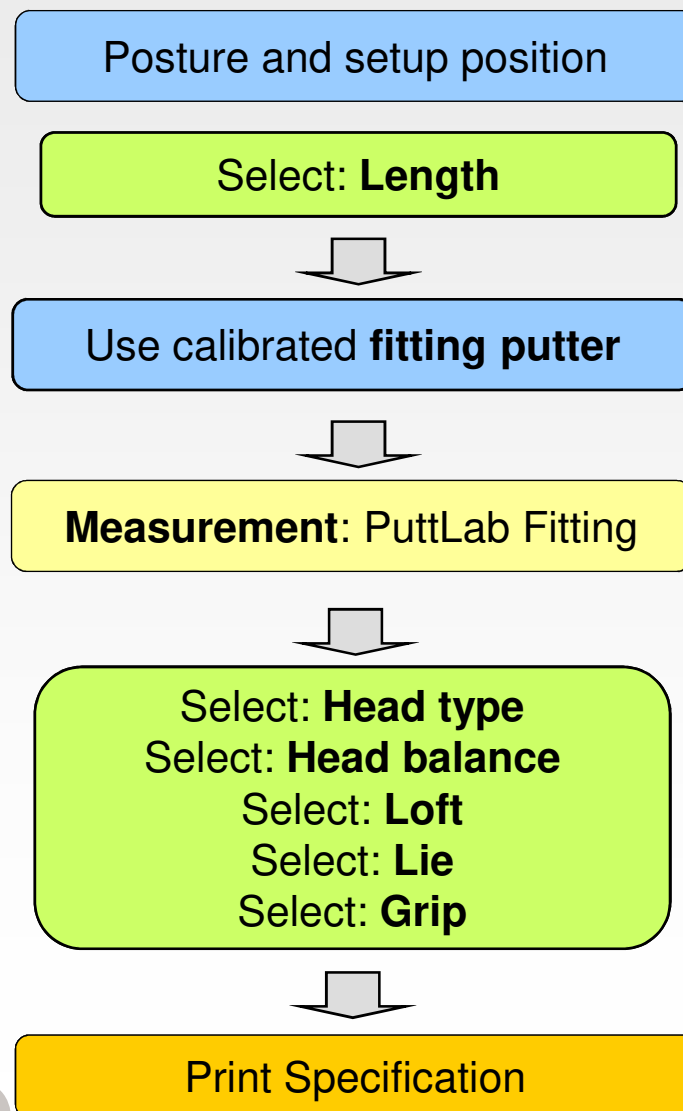 Posture and setup position
Select: Length
Use calibrated fitting putter
Measurement: PuttLab Fitting
Select: Head type
Select: Head balance
Select: Loft
Select: Lie
Select: Grip
Print Specification